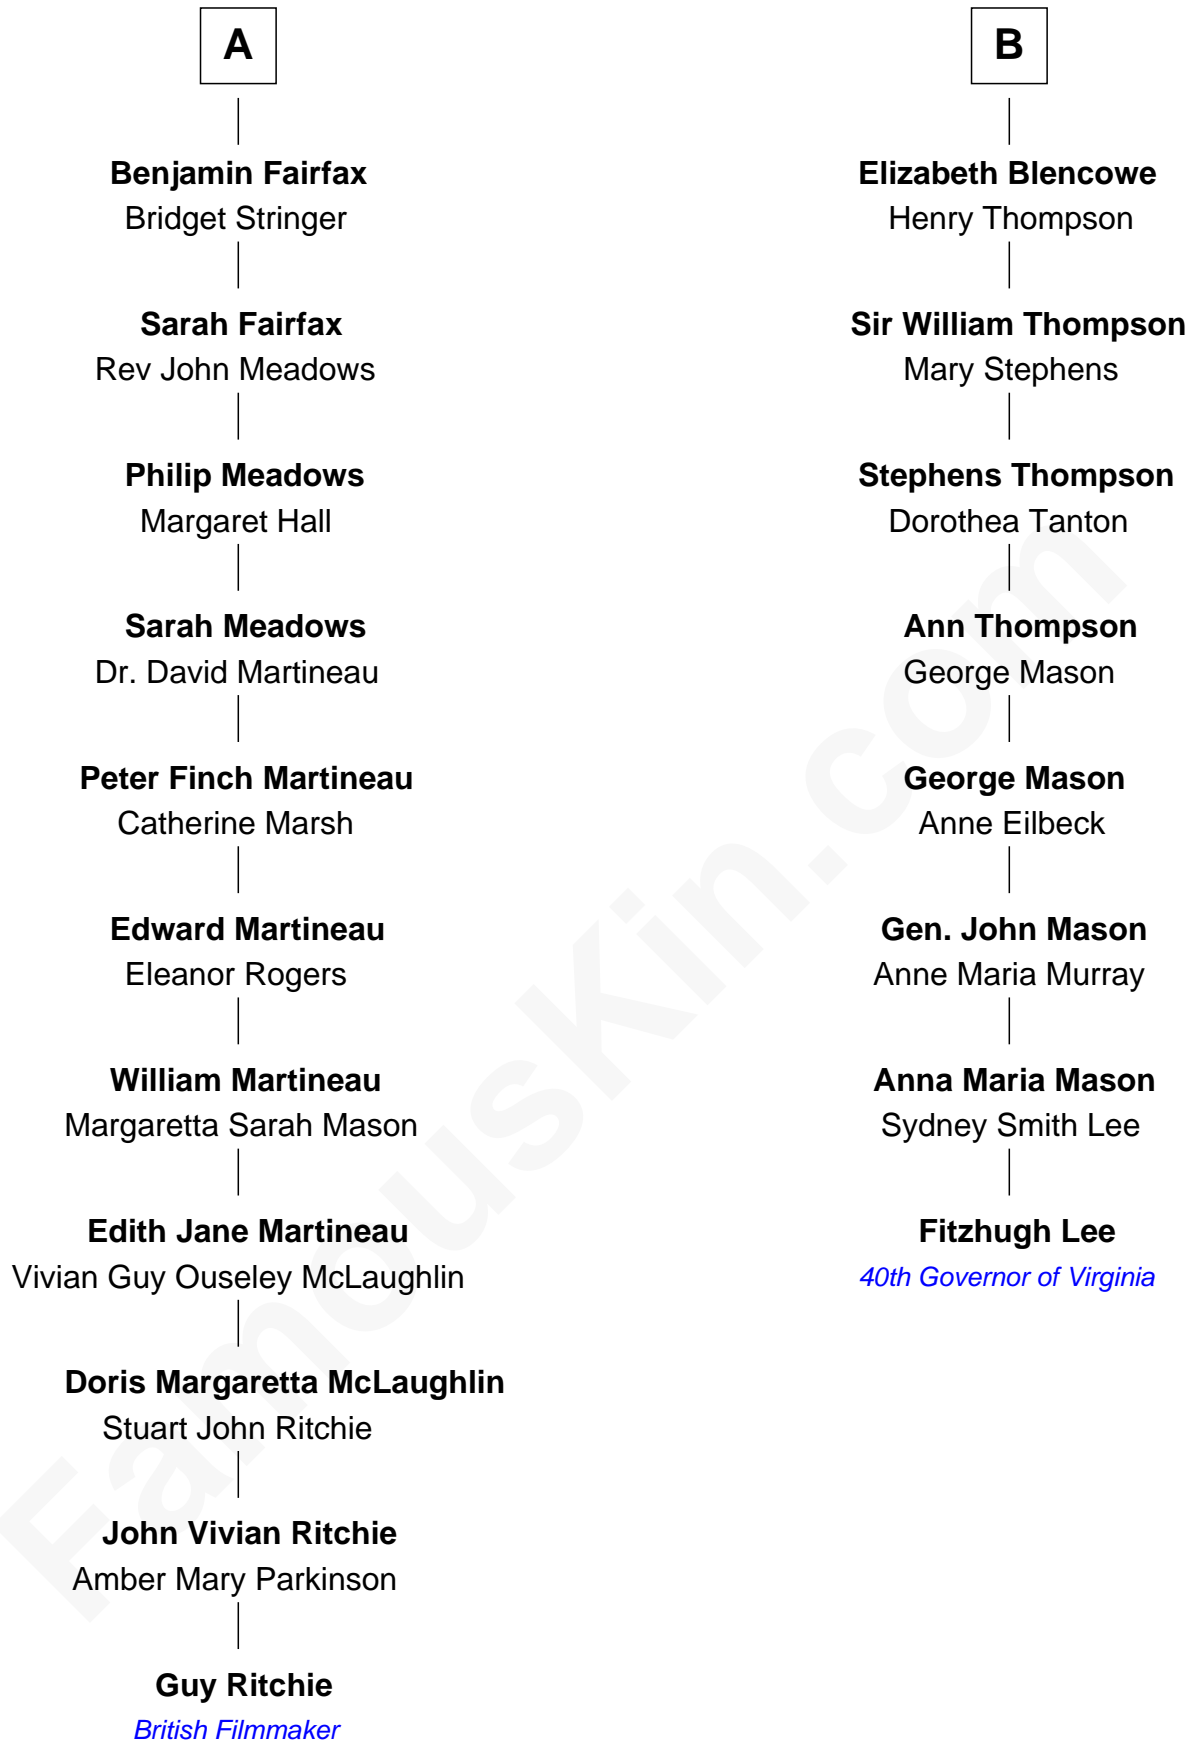 A
Benjamin Fairfax
Bridget Stringer
Sarah Fairfax
Rev John Meadows
Philip Meadows
Margaret Hall
Sarah Meadows
Dr. David Martineau
Peter Finch Martineau
Catherine Marsh
Edward Martineau
Eleanor Rogers
William Martineau
Margaretta Sarah Mason
Edith Jane Martineau
Vivian Guy Ouseley McLaughlin
Doris Margaretta McLaughlin
Stuart John Ritchie
John Vivian Ritchie
Amber Mary Parkinson
Guy Ritchie
British Filmmaker
B
Elizabeth Blencowe
Henry Thompson
Sir William Thompson
Mary Stephens
Stephens Thompson
Dorothea Tanton
Ann Thompson
George Mason
George Mason
Anne Eilbeck
Gen. John Mason
Anne Maria Murray
Anna Maria Mason
Sydney Smith Lee
Fitzhugh Lee
40th Governor of Virginia
FamousKin.com